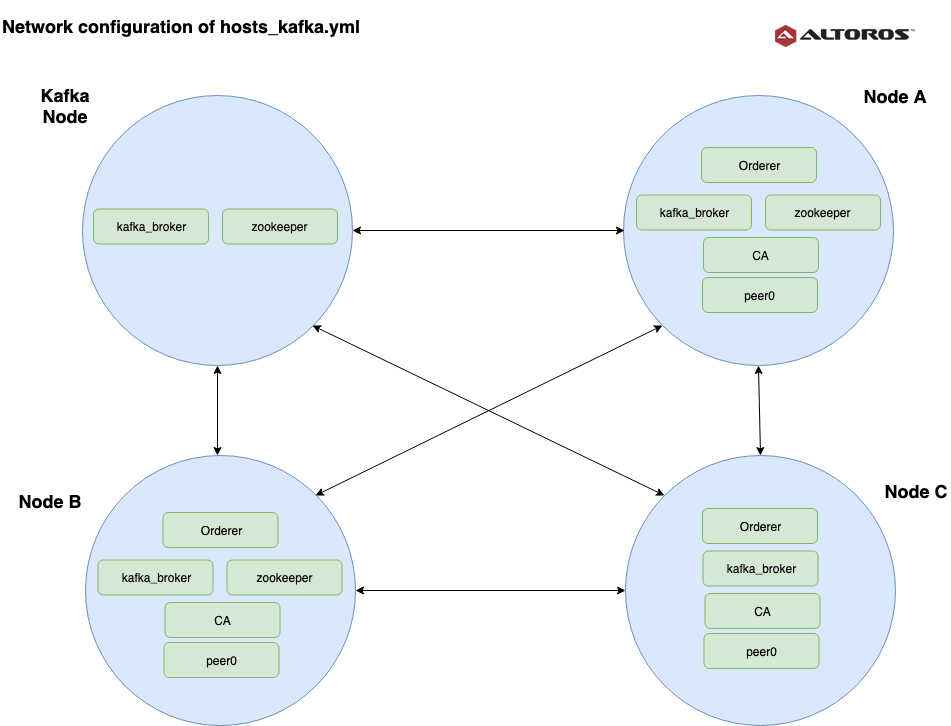 Network configuration of hosts_kafka.yml
ALTOROS™
Kafka
Node
kafka_broker
zookeeper
Node A
Orderer
kafka_broker
zookeeper
CA
peer0
Node B
Orderer
kafka_broker
zookeeper
CA
peer0
Node C
Orderer
kafka_broker
CA
peer0